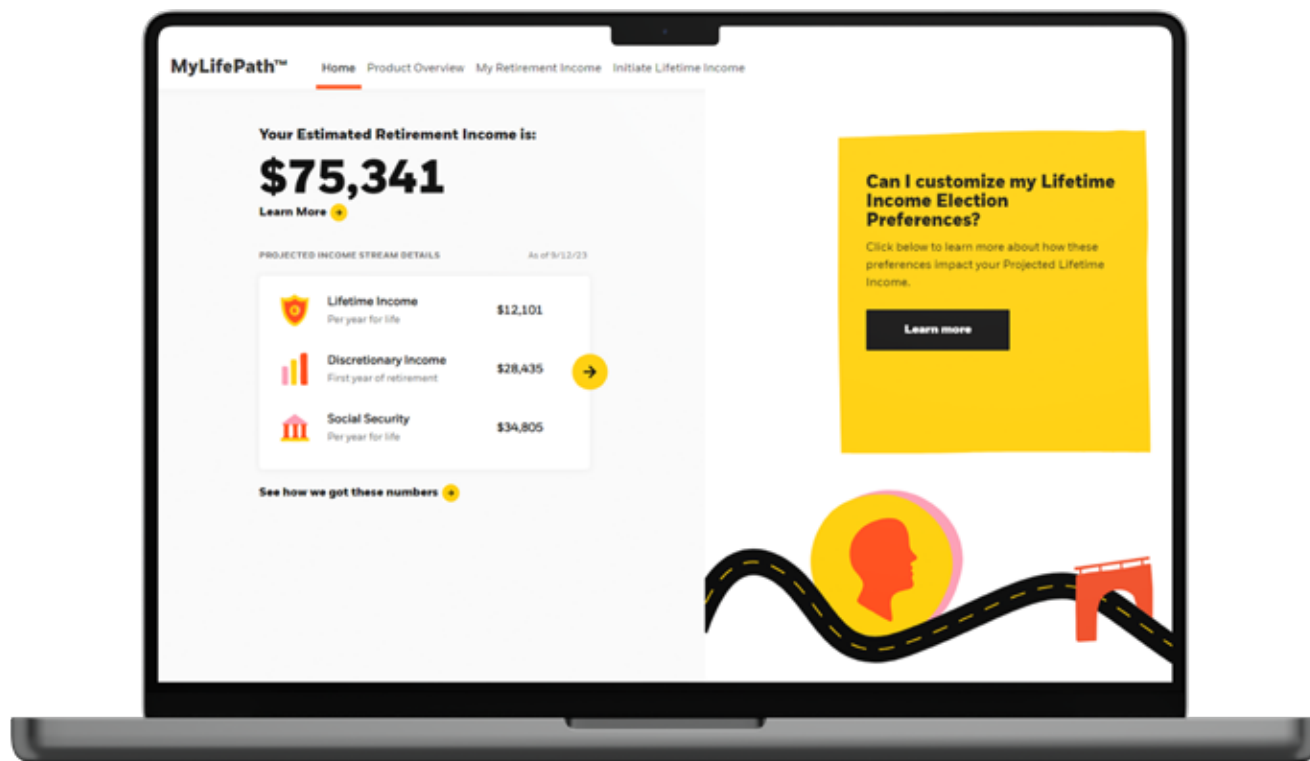 MyLifePath™ Home Product Overview My Retirement Income Initiate Lifetime Income
Your Estimated Retirement Income is:
$75,341
Learn More
PROJECTED INCOME STREAM DETAILS As of 9/12/23
Lifetime Income
Per year for life
$12,101
Discretionary Income
First year of retirement
$28,435
Social Security
Per year for life
$34,805
See how we got these numbers
Can I customize my Lifetime
Income Election
Preferences?
Click below to learn more about how these
preferences impact your Projected Lifetime
Income.
Learn more